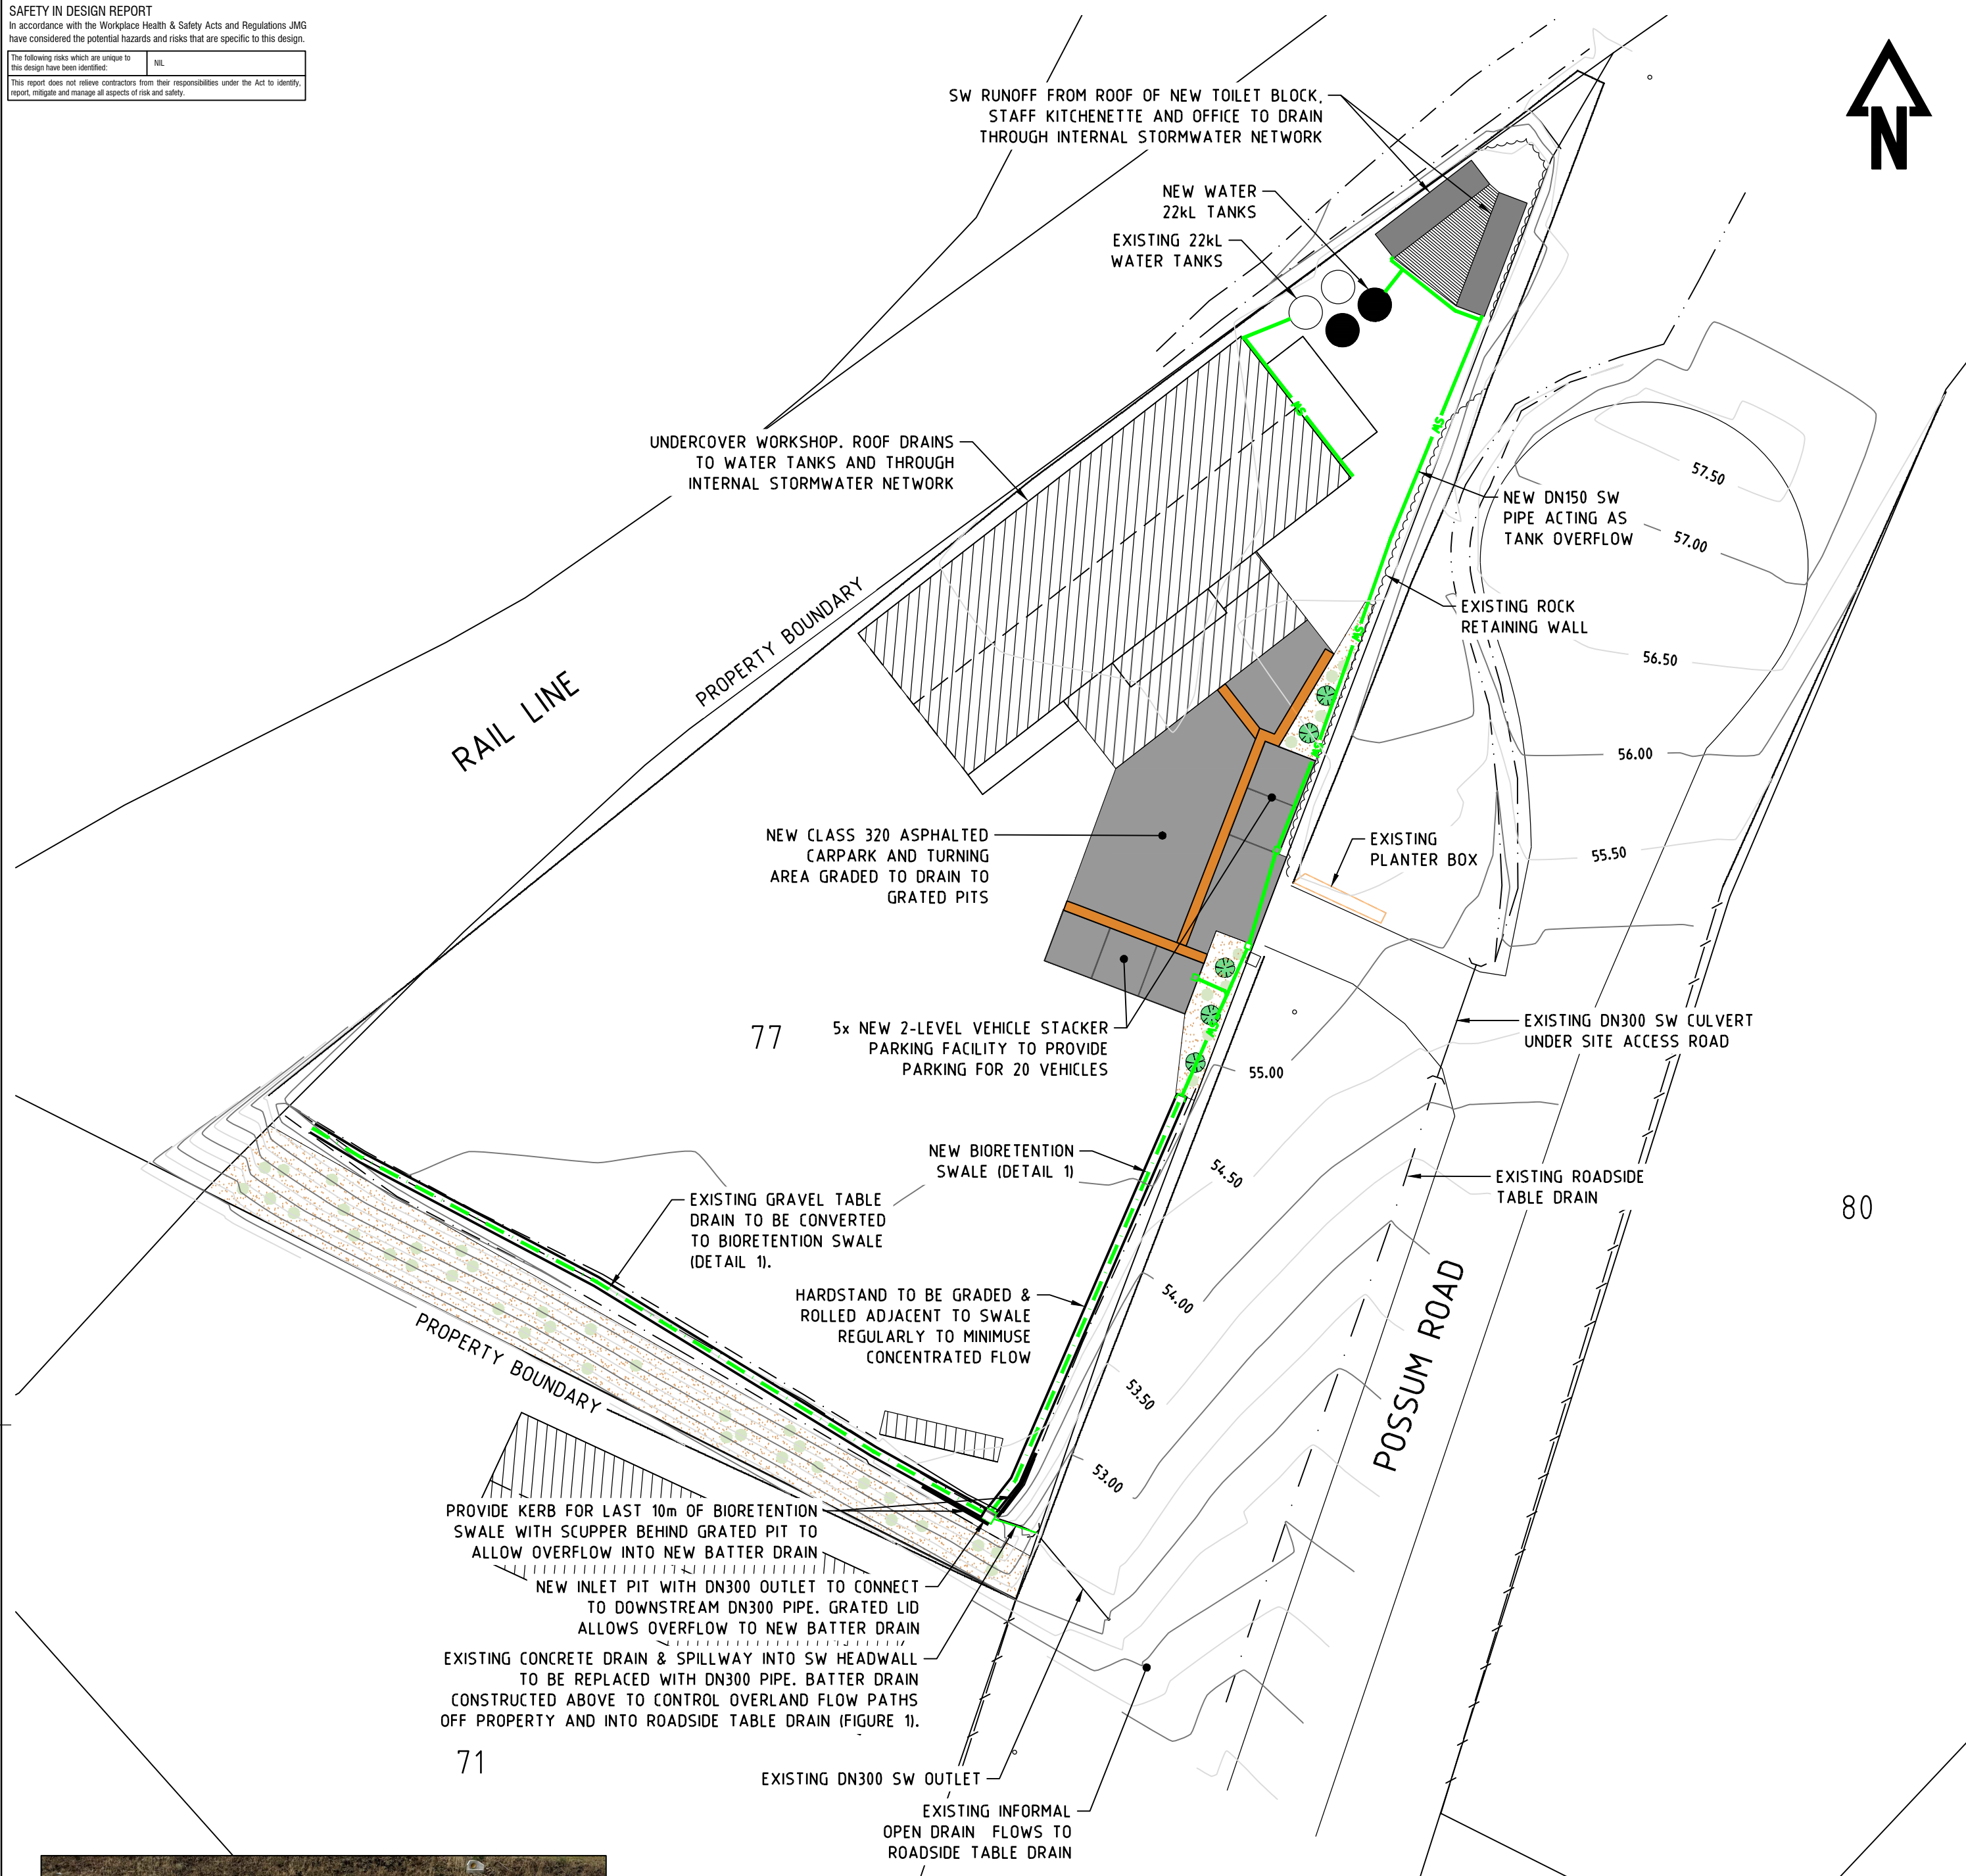 SAFETY IN DESIGN REPORT
In accordance with the Workplace Health & Safety Acts and Regulations JMG
have considered the potential hazards and risks that are specific to this design.
The following risks which are unique to
this design have been identified:
NIL
This report does not relieve contractors from their responsibilities under the Act to identify,
report, mitigate and manage all aspects of risk and safety.
N
SW RUNOFF FROM ROOF OF NEW TOILET BLOCK,
STAFF KITCHENETTE AND OFFICE TO DRAIN
THROUGH INTERNAL STORMWATER NETWORK
NEW WATER
22kL TANKS
EXISTING 22kL
WATER TANKS
UNDERCOVER WORKSHOP. ROOF DRAINS
TO WATER TANKS AND THROUGH
INTERNAL STORMWATER NETWORK
SW
SW
57.50
NEW DN150 SW
PIPE ACTING AS
TANK OVERFLOW
57.00
PROPERTY BOUNDARY
EXISTING ROCK
RETAINING WALL
SW
56.50
RAIL LINE
SW
56.00
NEW CLASS 320 ASPHALTED
CARPARK AND TURNING
AREA GRADED TO DRAIN TO
GRATED PITS
EXISTING
PLANTER BOX
55.50
77
5x NEW 2-LEVEL VEHICLE STACKER
PARKING FACILITY TO PROVIDE
PARKING FOR 20 VEHICLES
SW
EXISTING DN300 SW CULVERT
UNDER SITE ACCESS ROAD
55.00
NEW BIORETENTION
SWALE (DETAIL 1)
54.50
EXISTING ROADSIDE
TABLE DRAIN
80
EXISTING GRAVEL TABLE
DRAIN TO BE CONVERTED
TO BIORETENTION SWALE
(DETAIL 1).
HARDSTAND TO BE GRADED &
ROLLED ADJACENT TO SWALE
REGULARLY TO MINIMUSE
CONCENTRATED FLOW
54.00
POSSUM ROAD
PROPERTY BOUNDARY
53.50
53.00
PROVIDE KERB FOR LAST 10m OF BIORETENTION
SWALE WITH SCUPPER BEHIND GRATED PIT TO
ALLOW OVERFLOW INTO NEW BATTER DRAIN
NEW INLET PIT WITH DN300 OUTLET TO CONNECT
TO DOWNSTREAM DN300 PIPE. GRATED LID
ALLOWS OVERFLOW TO NEW BATTER DRAIN
EXISTING CONCRETE DRAIN & SPILLWAY INTO SW HEADWALL
TO BE REPLACED WITH DN300 PIPE. BATTER DRAIN
CONSTRUCTED ABOVE TO CONTROL OVERLAND FLOW PATHS
OFF PROPERTY AND INTO ROADSIDE TABLE DRAIN (FIGURE 1).
71
EXISTING DN300 SW OUTLET
EXISTING INFORMAL
OPEN DRAIN FLOWS TO
ROADSIDE TABLE DRAIN